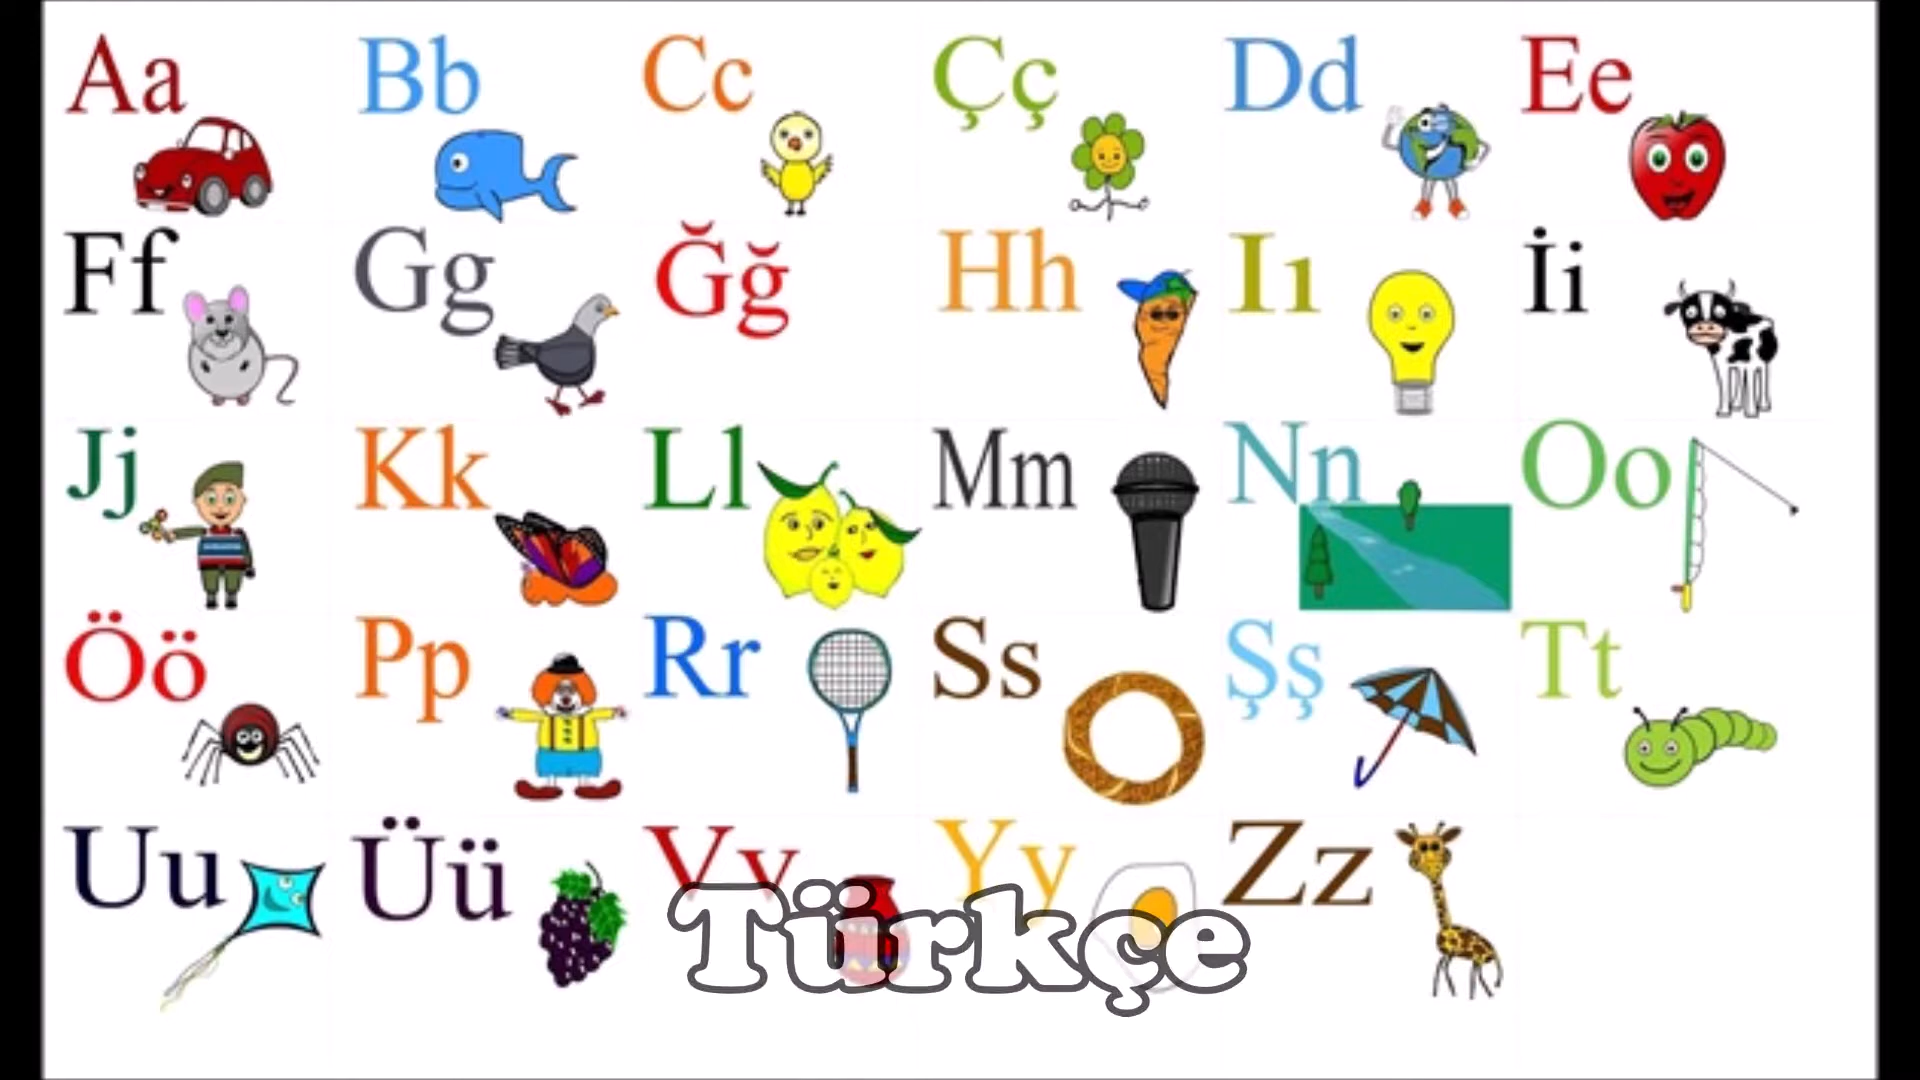 Aa Bb Cc Çç Dd Ee
Ff Gg Ğğ Hh Iı İi
Jj Kk Ll Mm Nn Oo
Öö Pp Rr Ss Şş Tt
Uu Üü Vv Yy Zz
Türkçe